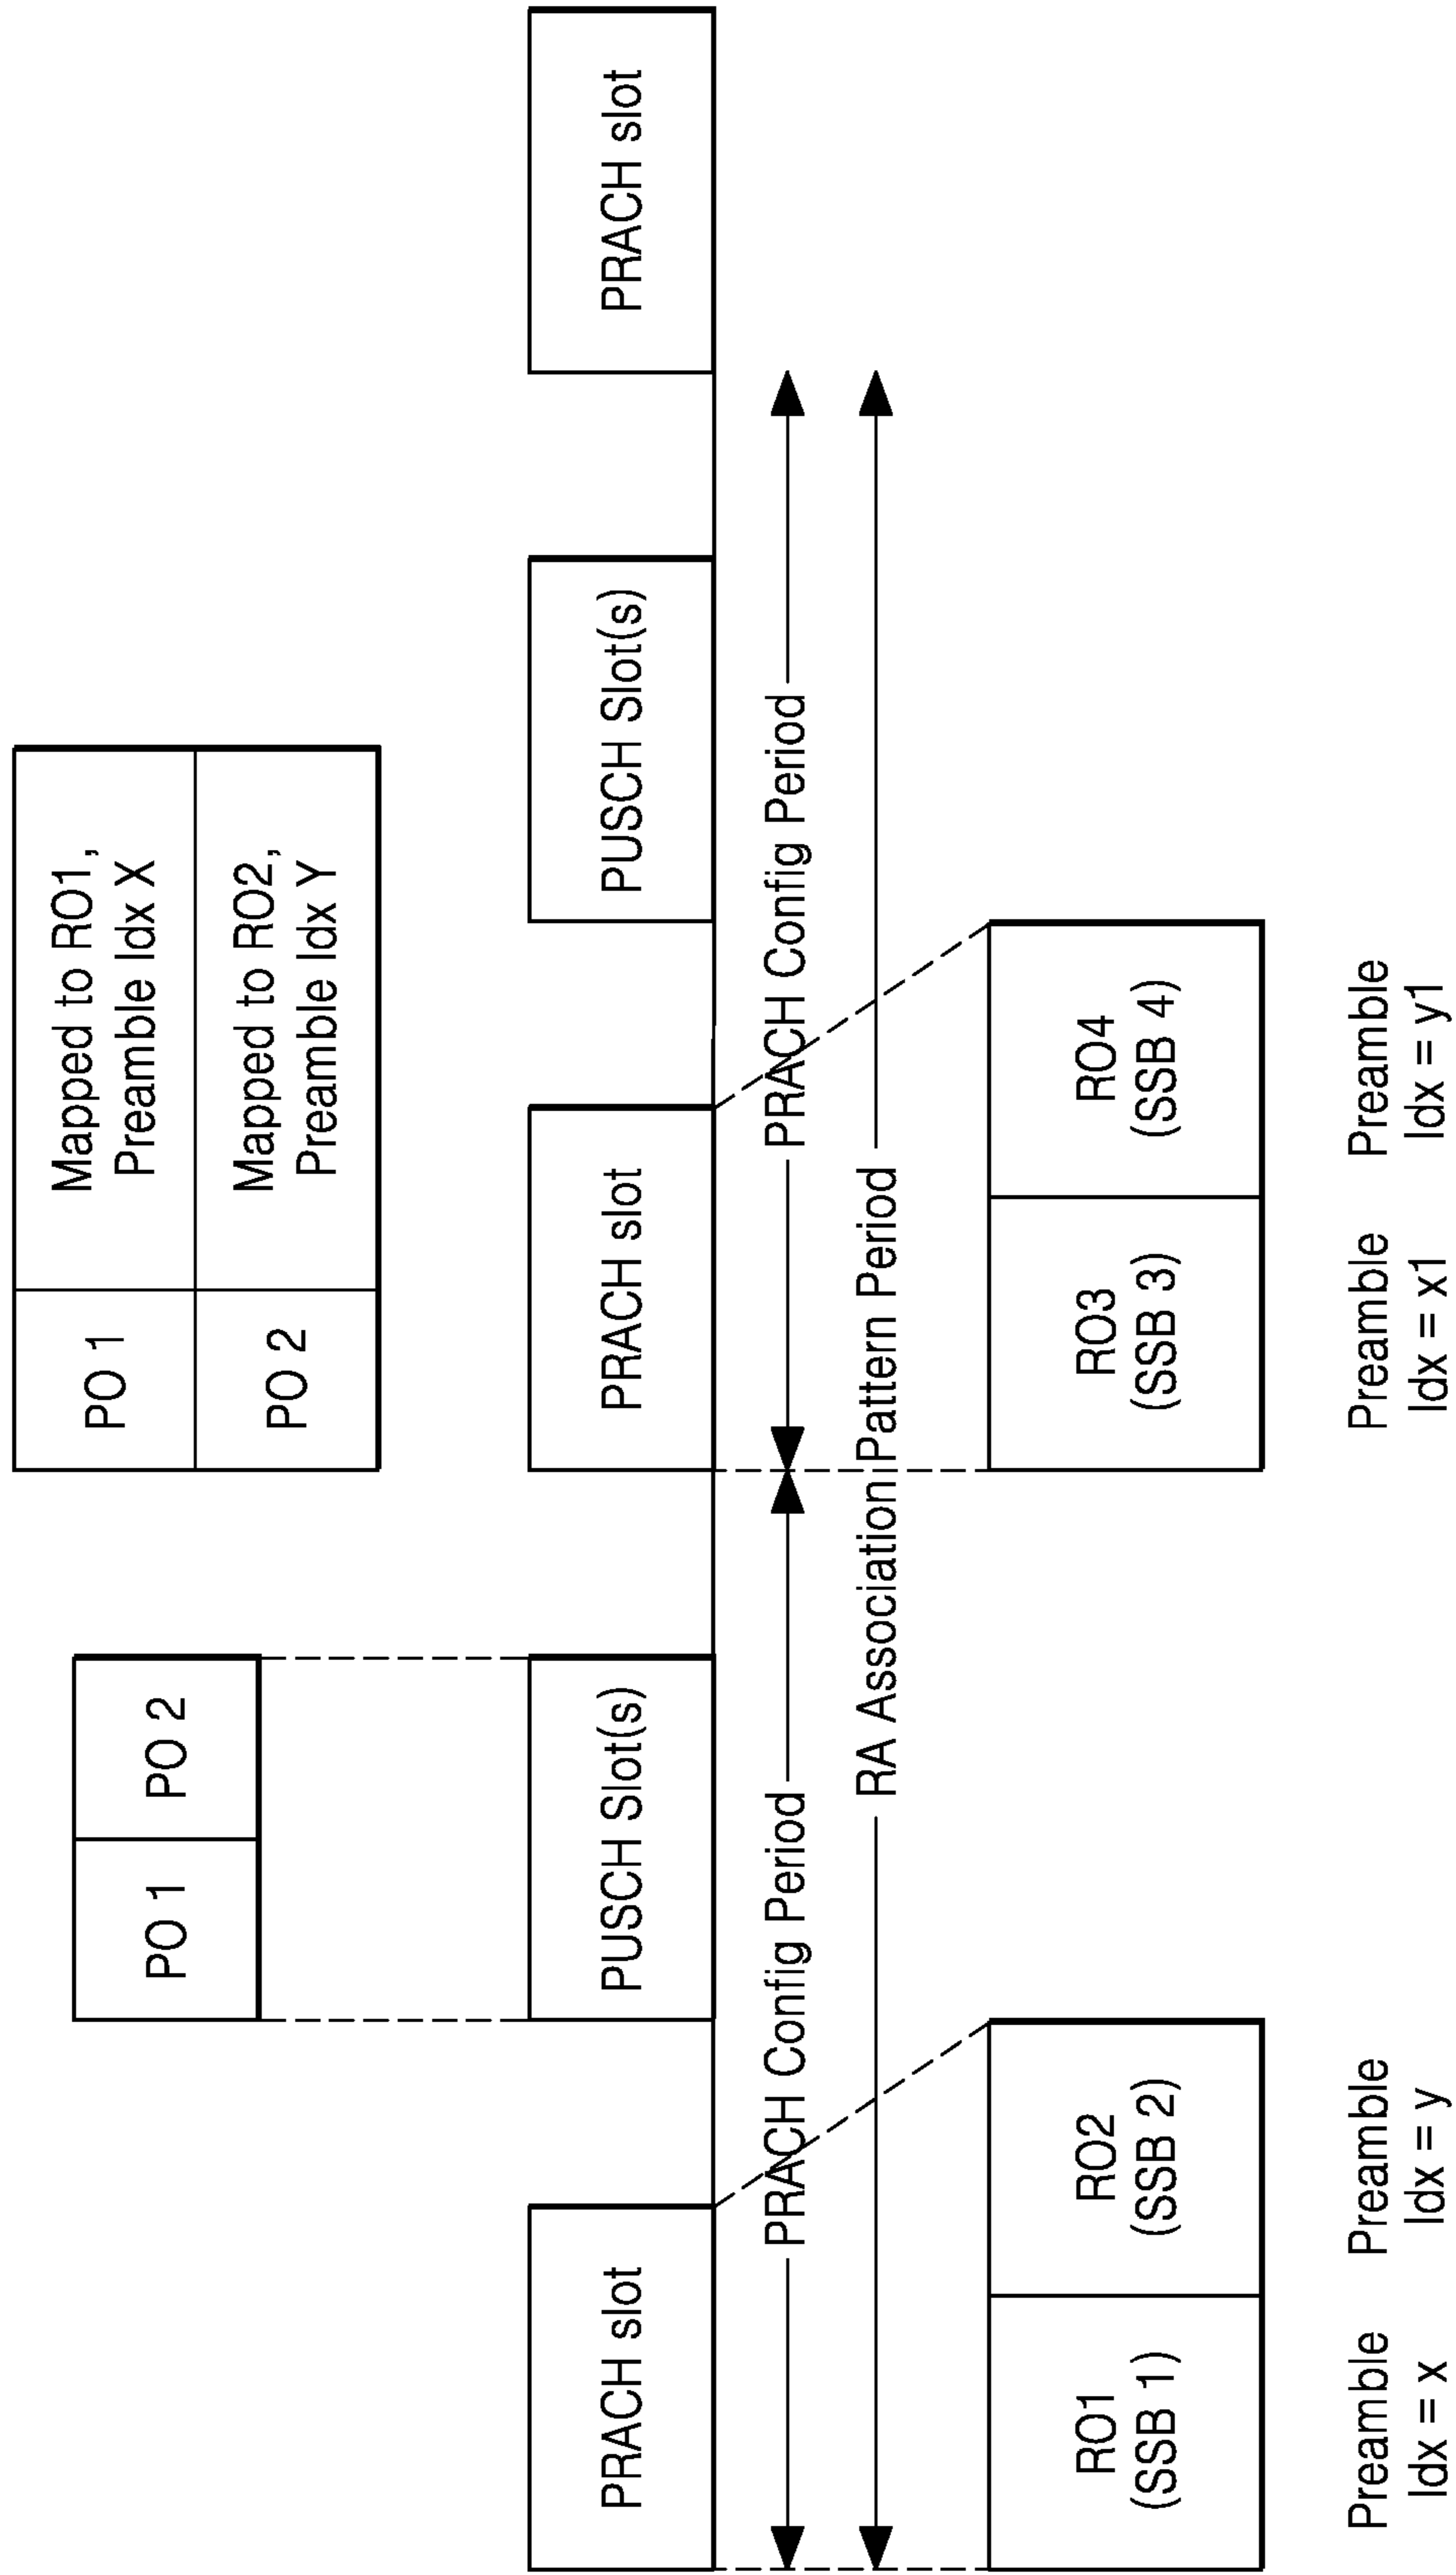 PO 1
PO 2
PO 1
Mapped to RO1,
Preamble Idx X
PO 2
Mapped to RO2,
Preamble Idx Y
PRACH slot
PUSCH Slot(s)
PRACH slot
PUSCH Slot(s)
PRACH slot
PRACH Config Period
PRACH Config Period
RA Association Pattern Period
RO1
(SSB 1)
RO2
(SSB 2)
RO3
(SSB 3)
RO4
(SSB 4)
Preamble
Idx = x
Preamble
Idx = y
Preamble
Idx = x1
Preamble
Idx = y1